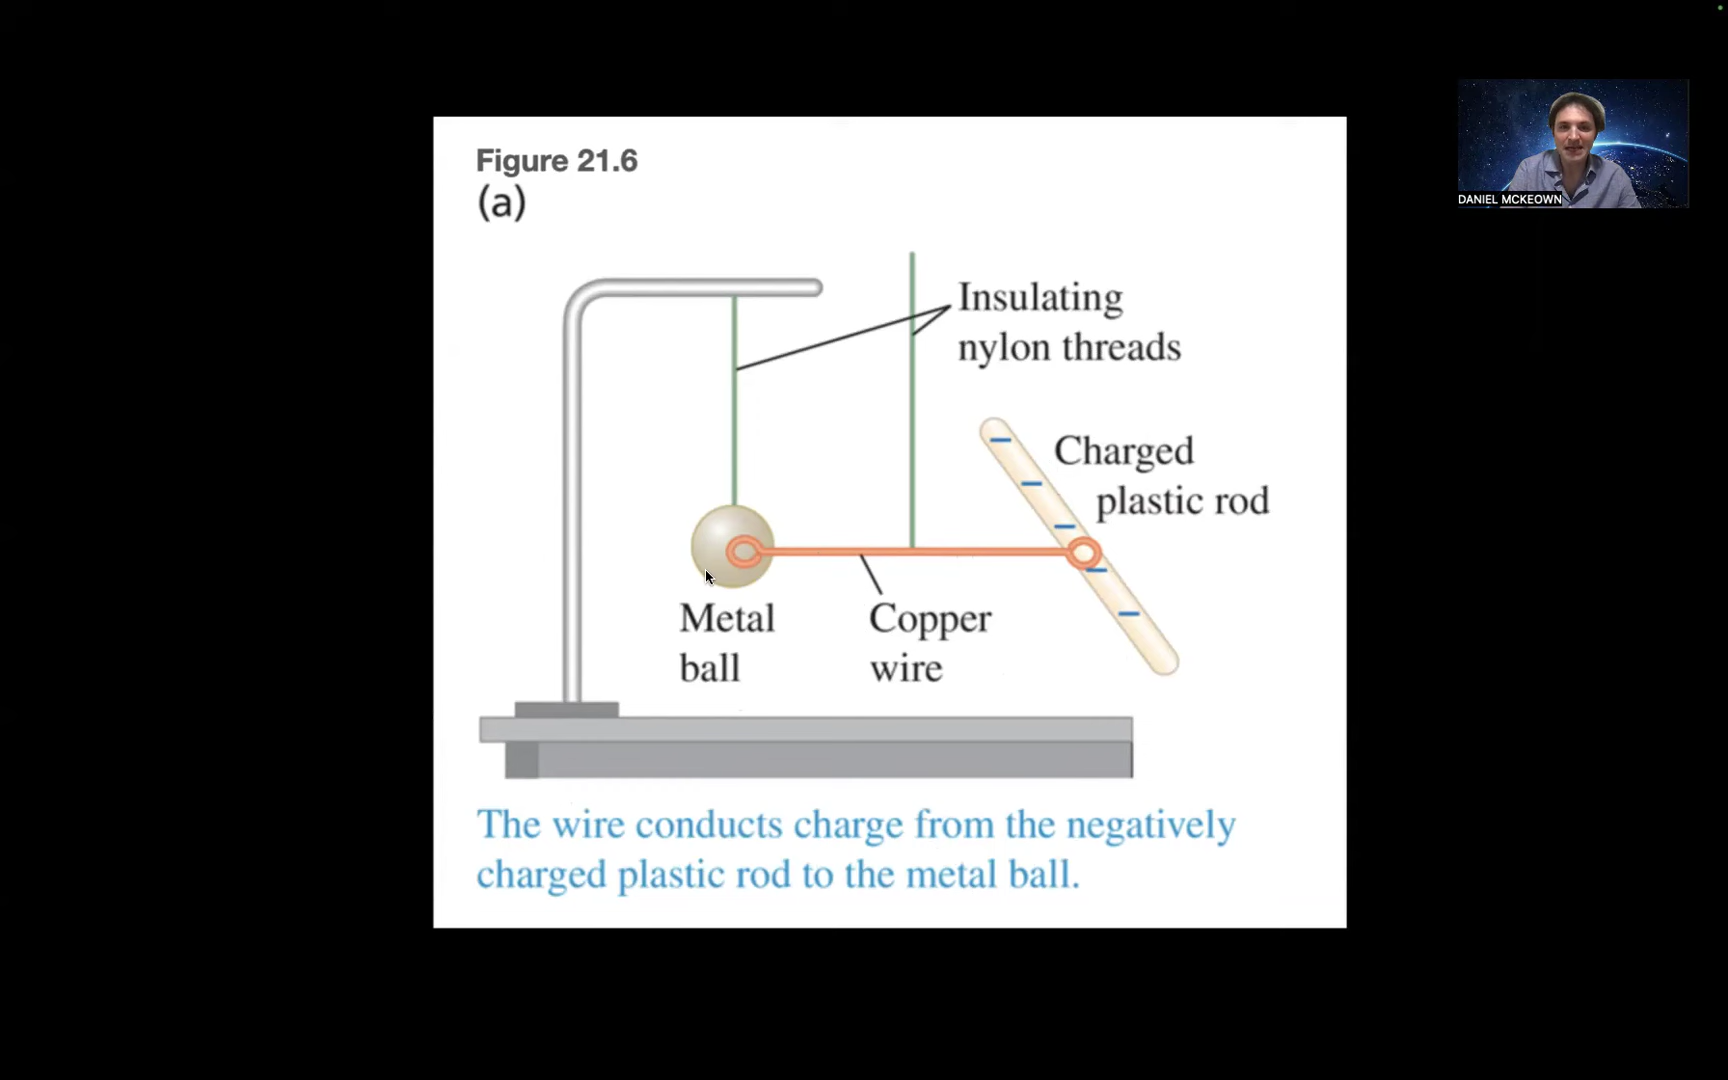 Figure 21.6
(a)
Insulating
nylon threads
Charged
plastic rod
Metal
ball
Copper
wire
The wire conducts charge from the negatively
charged plastic rod to the metal ball.
DANIEL MCKEOWN